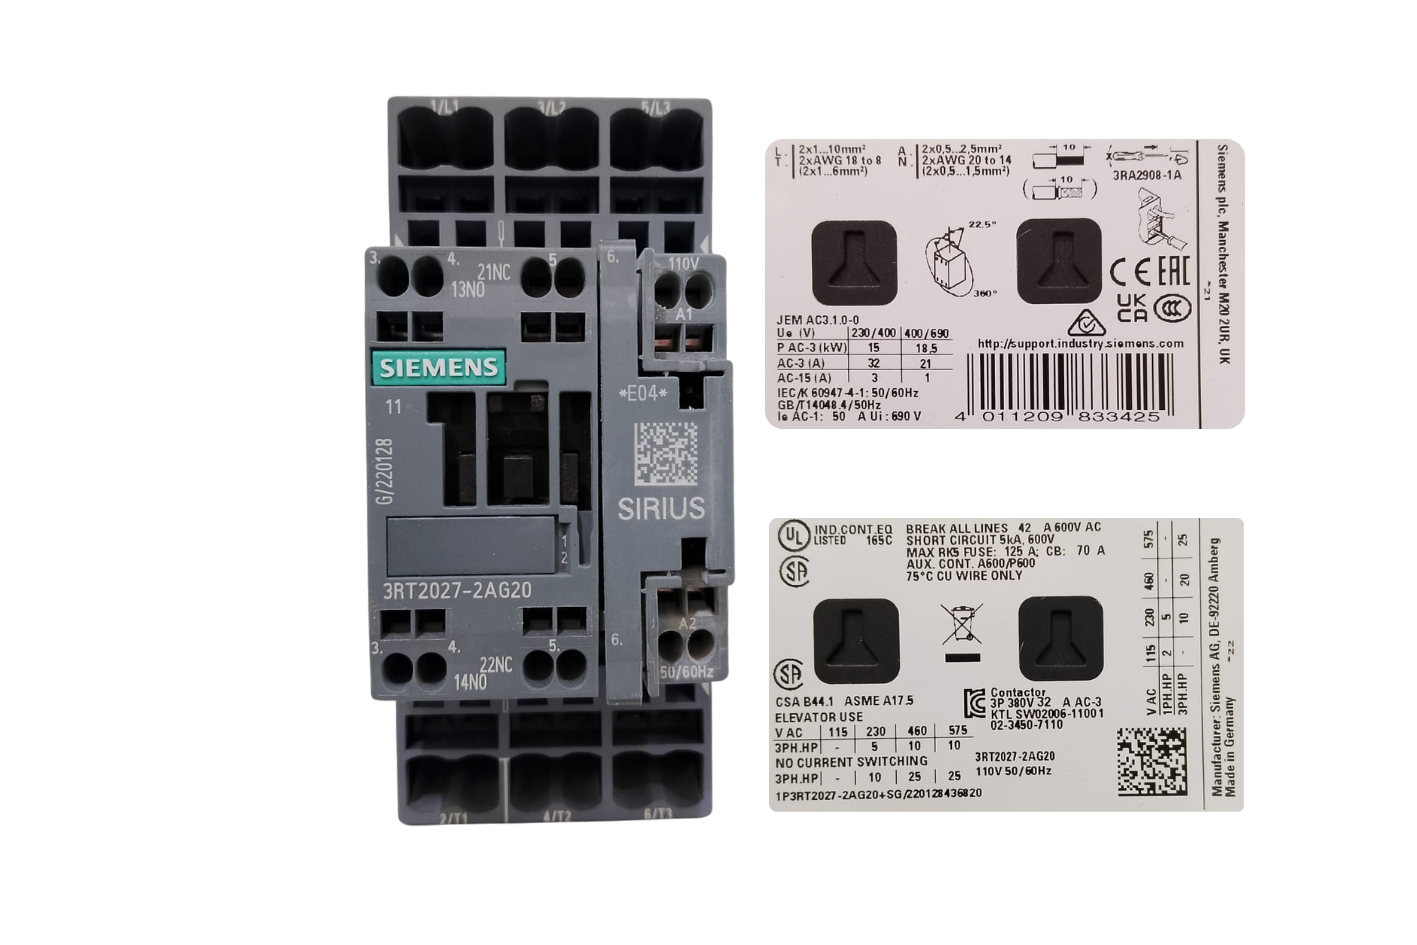 1/L1 3/L2 5/L3
3. 4. 5. 6.
21NC
13NO
110V
A1
SIEMENS
*E04*
11
G/220128
SIRIUS
1
2
3RT2027-2AG20
A2
3. 4. 5. 6.
22NC
14NO
50/60Hz
2/T1 4/T2 6/T3
L. 2x1...10mm² A. 2x0,5...2,5mm²
T. 2xAWG 18 to 8 N. 2xAWG 20 to 14
(2x1...6mm²) (2x0,5...1,5mm²)
10
10
3RA2908-1A
22.5°
360°
CE EAC
UK
CA
CCC
JEM AC3.1.0-0
Ue (V) 230/400 400/690
P AC-3 (kW) 15 18,5
AC-3 (A) 32 21
AC-15 (A) 3 1
IEC/K 60947-4-1: 50/60Hz
GB/T14048.4/50Hz
Ie AC-1: 50 A Ui: 690 V
http://support.industry.siemens.com
4 011209 833425
Siemens plc, Manchester M20 2UR, UK
-21
UL IND.CONT.EQ
LISTED 165C
SA
BREAK ALL LINES 42 A 600V AC
SHORT CIRCUIT 5kA, 600V
MAX RK5 FUSE: 125 A; CB: 70 A
AUX. CONT. A600/P600
75°C CU WIRE ONLY
V AC 115 230 460 575
1PH.HP 2 5 - -
3PH.HP - 10 20 25
SA
CSA B44.1 ASME A17.5
ELEVATOR USE
V AC 115 230 460 575
3PH.HP - 5 10 10
NO CURRENT SWITCHING
3PH.HP - 10 25 25
1P3RT2027-2AG20+SG/220128436820
Contactor
3P 380V 32 A AC-3
KTL SW02006-11001
02-3450-7110
3RT2027-2AG20
110V 50/60Hz
Manufacturer: Siemens AG, DE-92220 Amberg
Made in Germany
-22